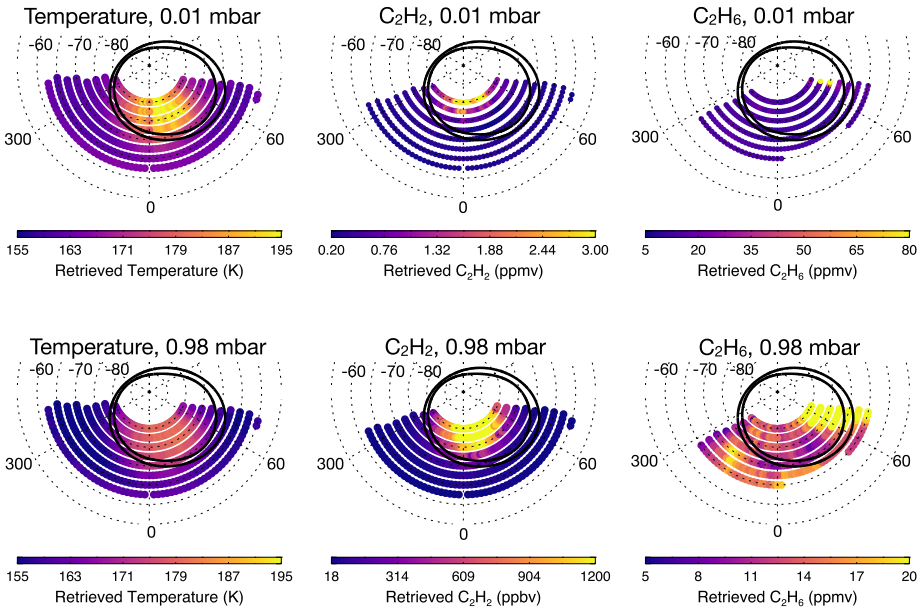 Temperature, 0.01 mbar
C₂H₂, 0.01 mbar
C₂H₆, 0.01 mbar
-60 -70 -80
-60 -70 -80
-60 -70 -80
300 60
300 60
300 60
0
0
0
155 163 171 179 187 195
0.20 0.76 1.32 1.88 2.44 3.00
5 20 35 50 65 80
Retrieved Temperature (K)
Retrieved C₂H₂ (ppmv)
Retrieved C₂H₆ (ppmv)
Temperature, 0.98 mbar
C₂H₂, 0.98 mbar
C₂H₆, 0.98 mbar
-60 -70 -80
-60 -70 -80
-60 -70 -80
300 60
300 60
300 60
0
0
0
155 163 171 179 187 195
18 314 609 904 1200
5 8 11 14 17 20
Retrieved Temperature (K)
Retrieved C₂H₂ (ppbv)
Retrieved C₂H₆ (ppmv)